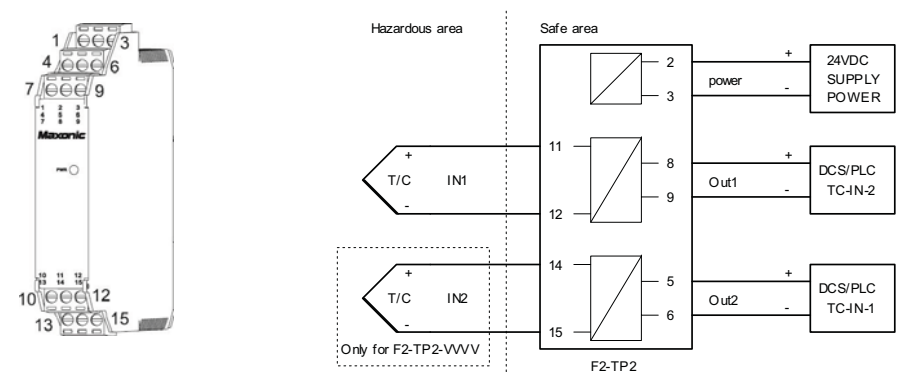 1
3
4
6
7
9
1 2 3
4 5 6
7 8 9
Maxonic
PWR
10 11 12
13 14 15
10
12
13
15
Hazardous area
Safe area
2
power
+
3
-
24VDC
SUPPLY
POWER
11
+
T/C
IN1
-
12
8
Out1
+
9
-
DCS/PLC
TC-IN-2
14
+
T/C
IN2
-
15
Only for F2-TP2-VVVV
5
Out2
+
6
-
DCS/PLC
TC-IN-1
F2-TP2